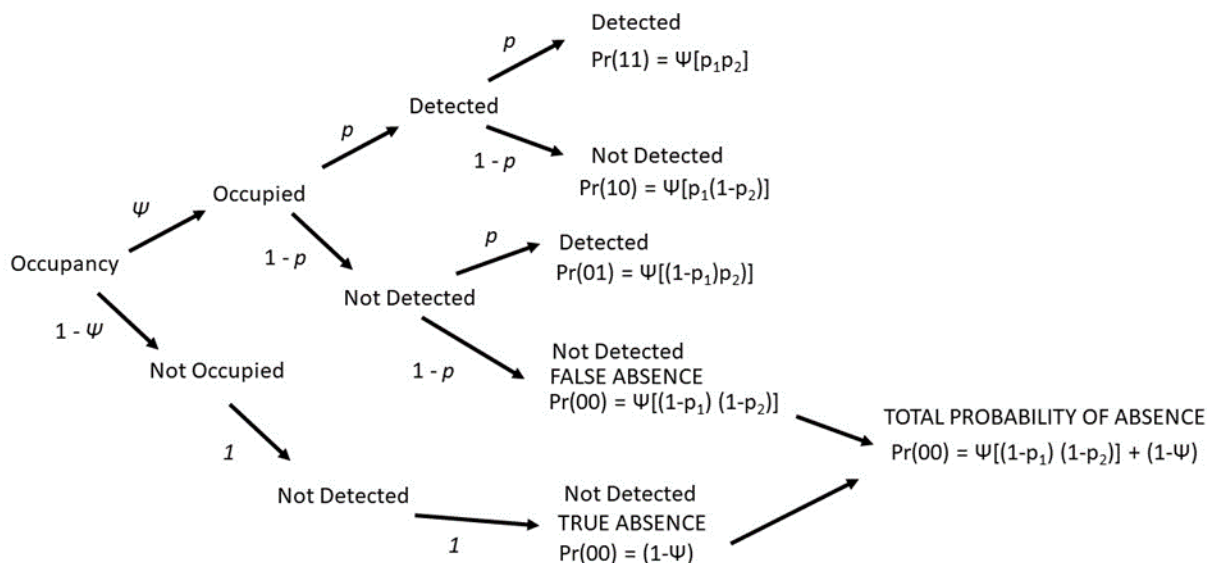 Detected
p
Pr(11) = Ψ[p₁p₂]
Detected
p
1 - p
Not Detected
Pr(10) = Ψ[p₁(1-p₂)]
Occupied
Ψ
p
Detected
1 - p
Pr(01) = Ψ[(1-p₁)p₂)]
Occupancy
Not Detected
1 - Ψ
Not Detected
1 - p
FALSE ABSENCE
Not Occupied
Pr(00) = Ψ[(1-p₁) (1-p₂)]
TOTAL PROBABILITY OF ABSENCE
Pr(00) = Ψ[(1-p₁) (1-p₂)] + (1-Ψ)
1
Not Detected
Not Detected
TRUE ABSENCE
1
Pr(00) = (1-Ψ)